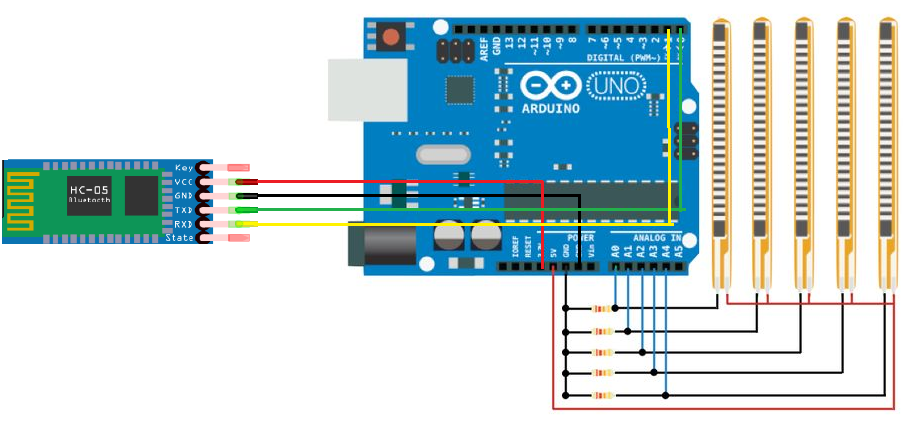 HC-05
Bluetooth
Key
VCC
GND
TXD
RXD
State
AREF
GND
13
12
~11
~10
~9
8
7
~6
~5
4
~3
2
DIGITAL (PWM~)
ARDUINO
UNO
IOREF
RESET
5V
GND
Vin
POWER
ANALOG IN
A0
A1
A2
A3
A4
A5